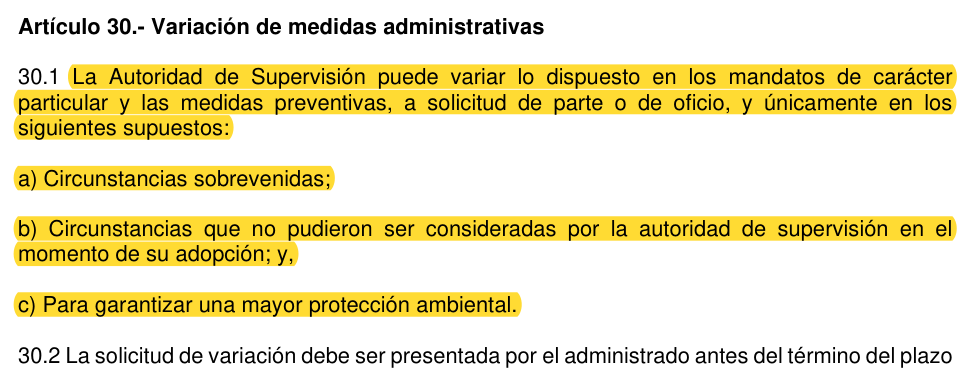 Artículo 30.- Variación de medidas administrativas
30.1 La Autoridad de Supervisión puede variar lo dispuesto en los mandatos de carácter
particular y las medidas preventivas, a solicitud de parte o de oficio, y únicamente en los
siguientes supuestos:
a) Circunstancias sobrevenidas;
b) Circunstancias que no pudieron ser consideradas por la autoridad de supervisión en el
momento de su adopción; y,
c) Para garantizar una mayor protección ambiental.
30.2 La solicitud de variación debe ser presentada por el administrado antes del término del plazo